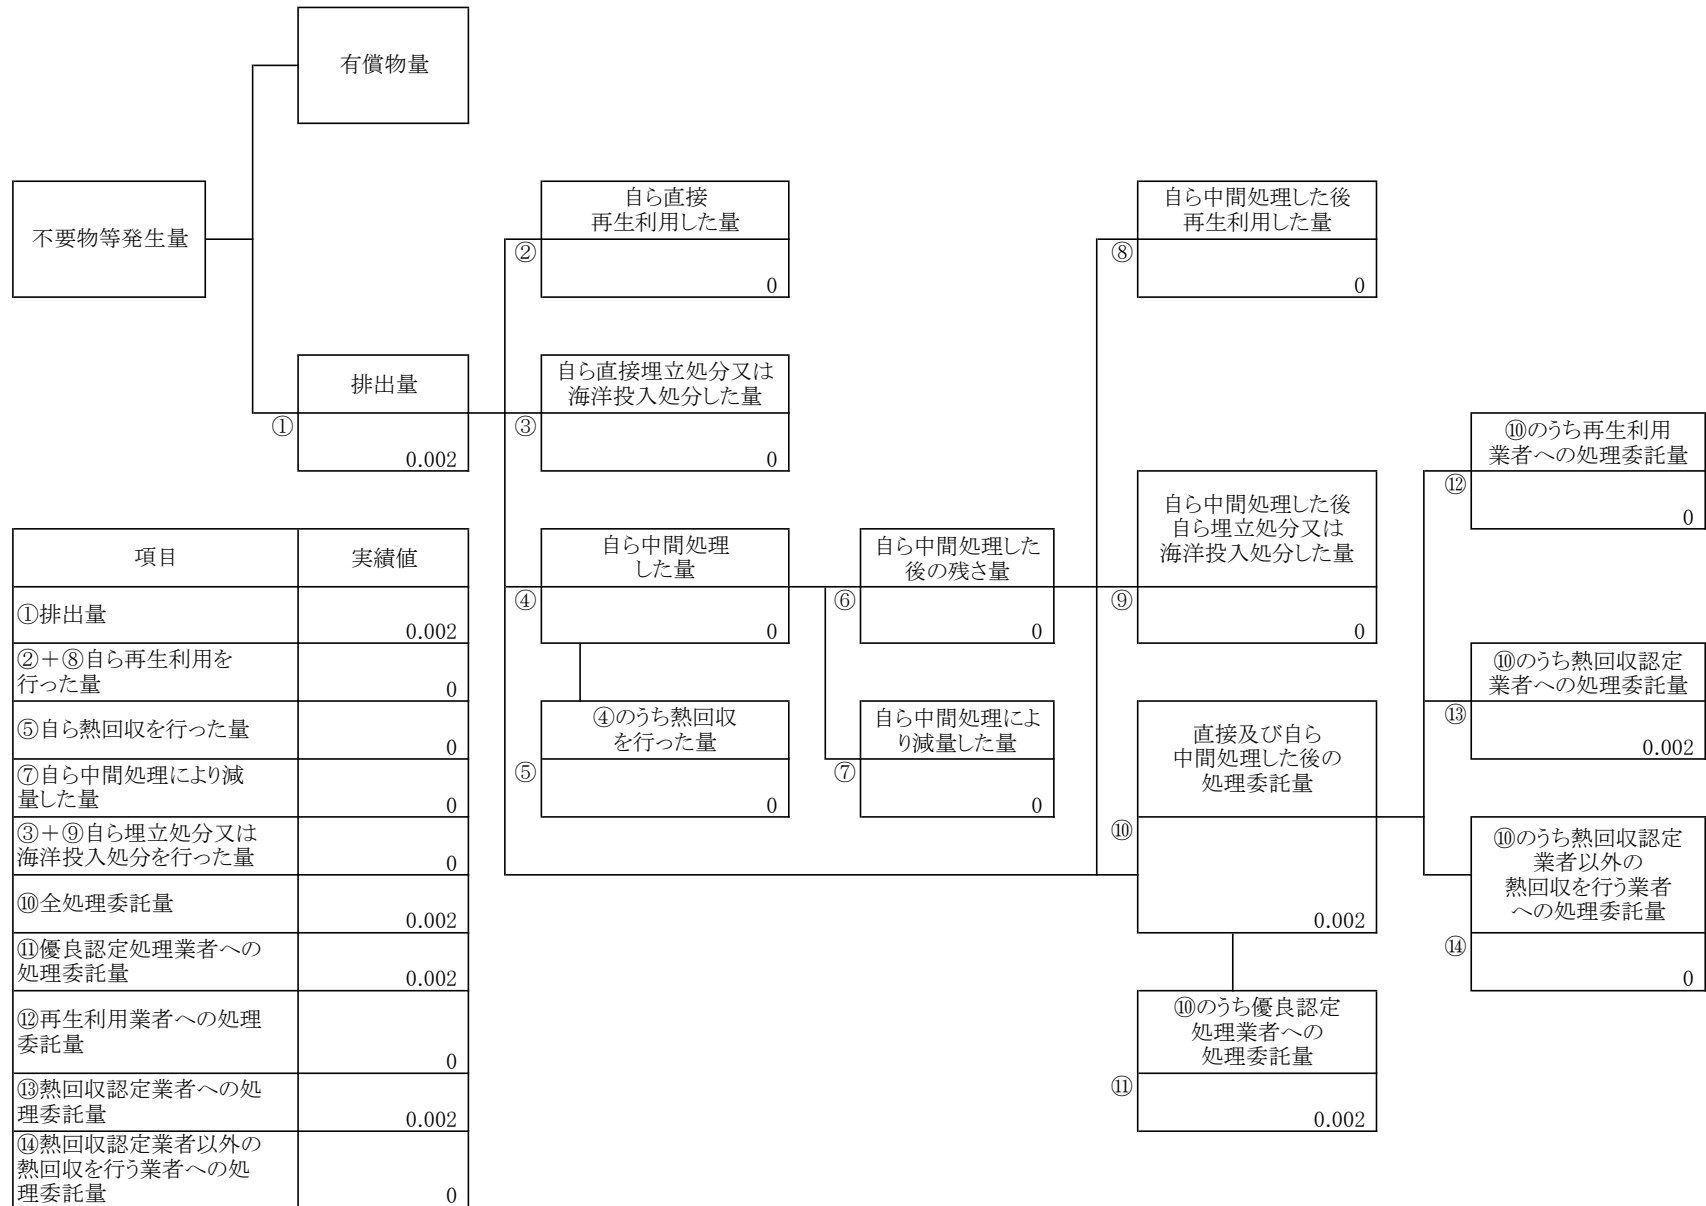 有償物量
不要物等発生量
自ら直接
再生利用した量
②
0
自ら中間処理した後
再生利用した量
⑧
0
排出量
①
0.002
自ら直接埋立処分又は
海洋投入処分した量
③
0
⑩のうち再生利用
業者への処理委託量
⑫
0
自ら中間処理
した量
④
0
自ら中間処理した
後の残さ量
⑥
0
自ら中間処理した後
自ら埋立処分又は
海洋投入処分した量
⑨
0
⑩のうち熱回収認定
業者への処理委託量
⑬
0.002
④のうち熱回収
を行った量
⑤
0
自ら中間処理によ
り減量した量
⑦
0
直接及び自ら
中間処理した後の
処理委託量
⑩
0.002
⑩のうち熱回収認定
業者以外の
熱回収を行う業者
への処理委託量
⑭
0
⑩のうち優良認定
処理業者への
処理委託量
⑪
0.002
項目 実績値
①排出量
0.002
②＋⑧自ら再生利用を
行った量
0
⑤自ら熱回収を行った量
0
⑦自ら中間処理により減
量した量
0
③＋⑨自ら埋立処分又は
海洋投入処分を行った量
0
⑩全処理委託量
0.002
⑪優良認定処理業者への
処理委託量
0.002
⑫再生利用業者への処理
委託量
0
⑬熱回収認定業者への処
理委託量
0.002
⑭熱回収認定業者以外の
熱回収を行う業者への処
理委託量
0